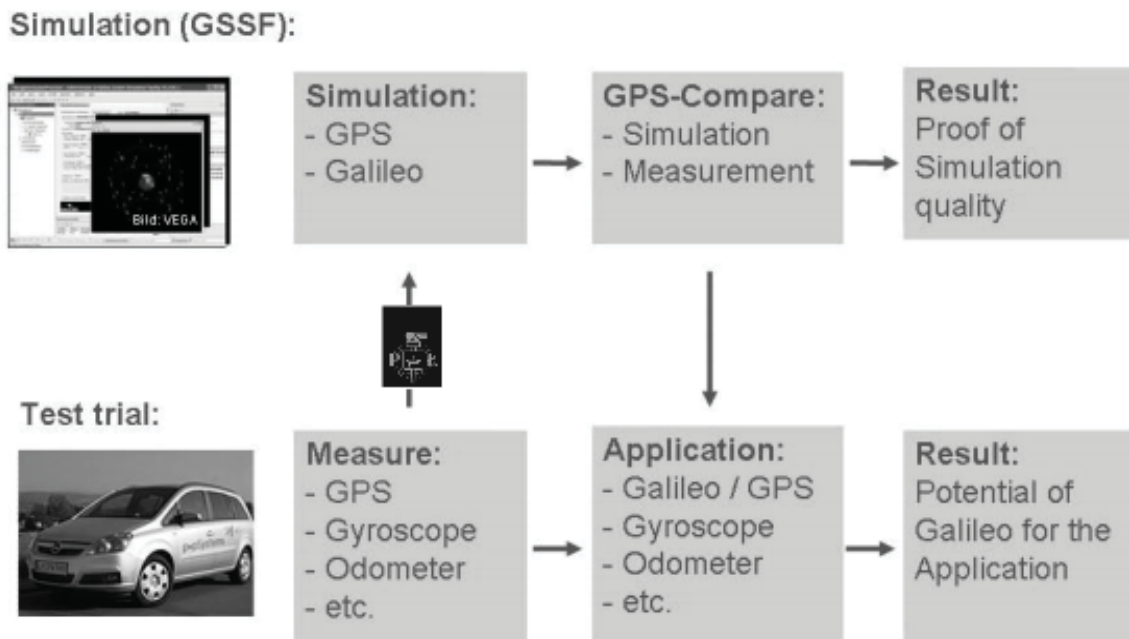 Simulation (GSSF):
Bild: VEGA
Simulation:
- GPS
- Galileo
GPS-Compare:
- Simulation
- Measurement
Result:
Proof of
Simulation
quality
P
E
Test trial:
Measure:
- GPS
- Gyroscope
- Odometer
- etc.
Application:
- Galileo / GPS
- Gyroscope
- Odometer
- etc.
Result:
Potential of
Galileo for the
Application